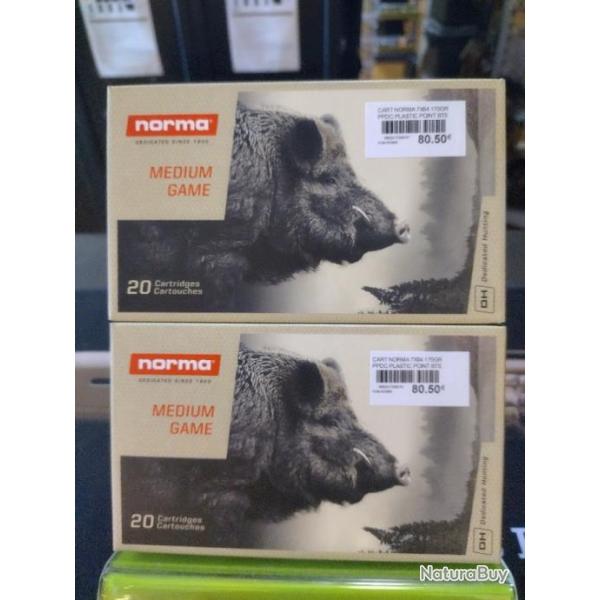 norma
DEDICATED SINCE 1902
MEDIUM
GAME
20 Cartridges
Cartouches
CART NORMA 7X64 170GR
PPDC PLASTIC POINT BTE
80.50€
DH Dedicated Hunting
norma
DEDICATED SINCE 1902
MEDIUM
GAME
20 Cartridges
Cartouches
CART NORMA 7X64 170GR
PPDC PLASTIC POINT BTE
80.50€
DH Dedicated Hunting
NaturaBuy